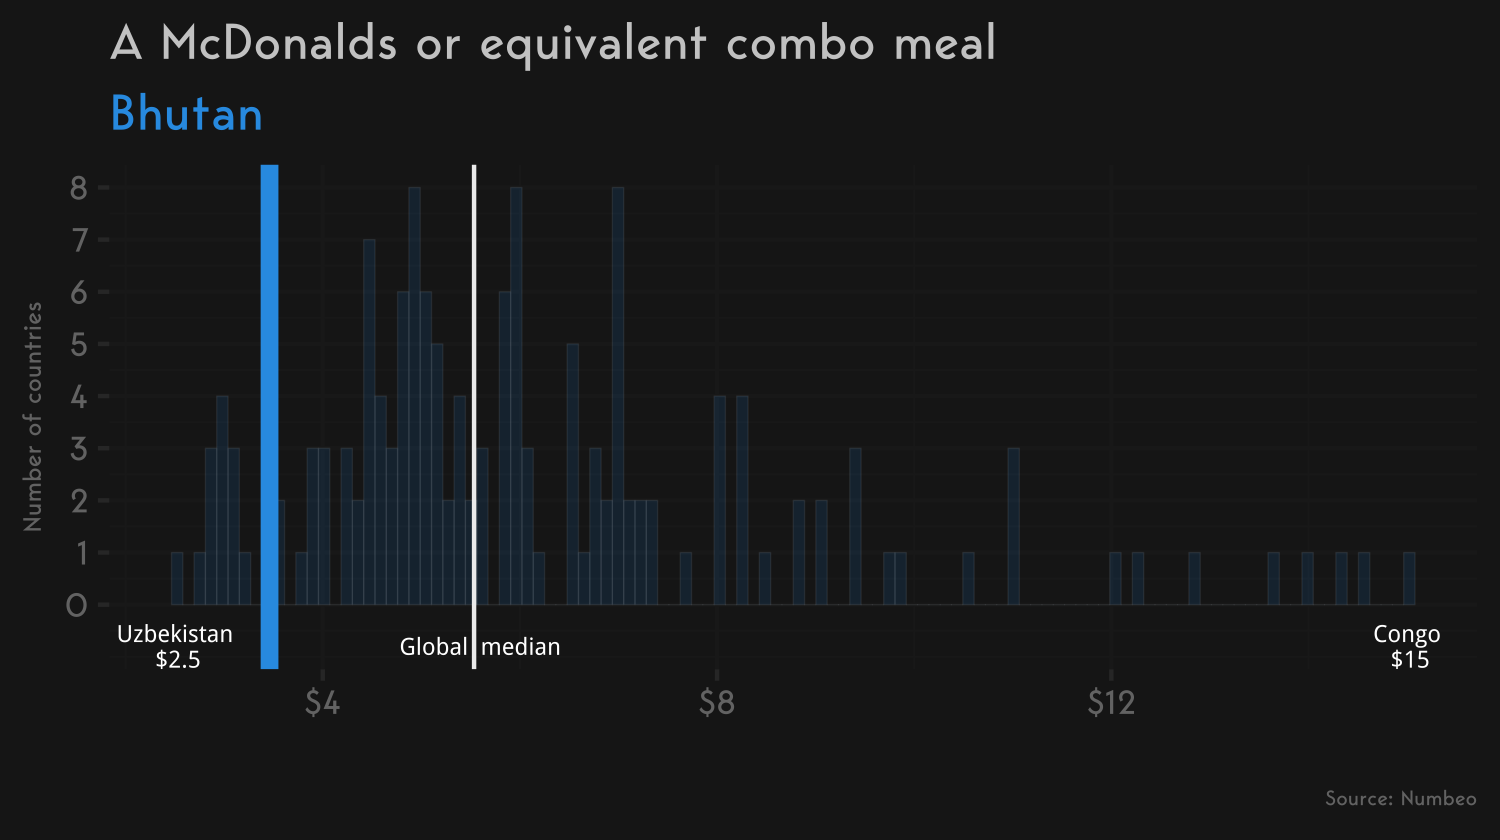 A McDonalds or equivalent combo meal
Bhutan
Number of countries
8
7
6
5
4
3
2
1
0
Uzbekistan
$2.5
Global median
Congo
$15
$4
$8
$12
Source: Numbeo